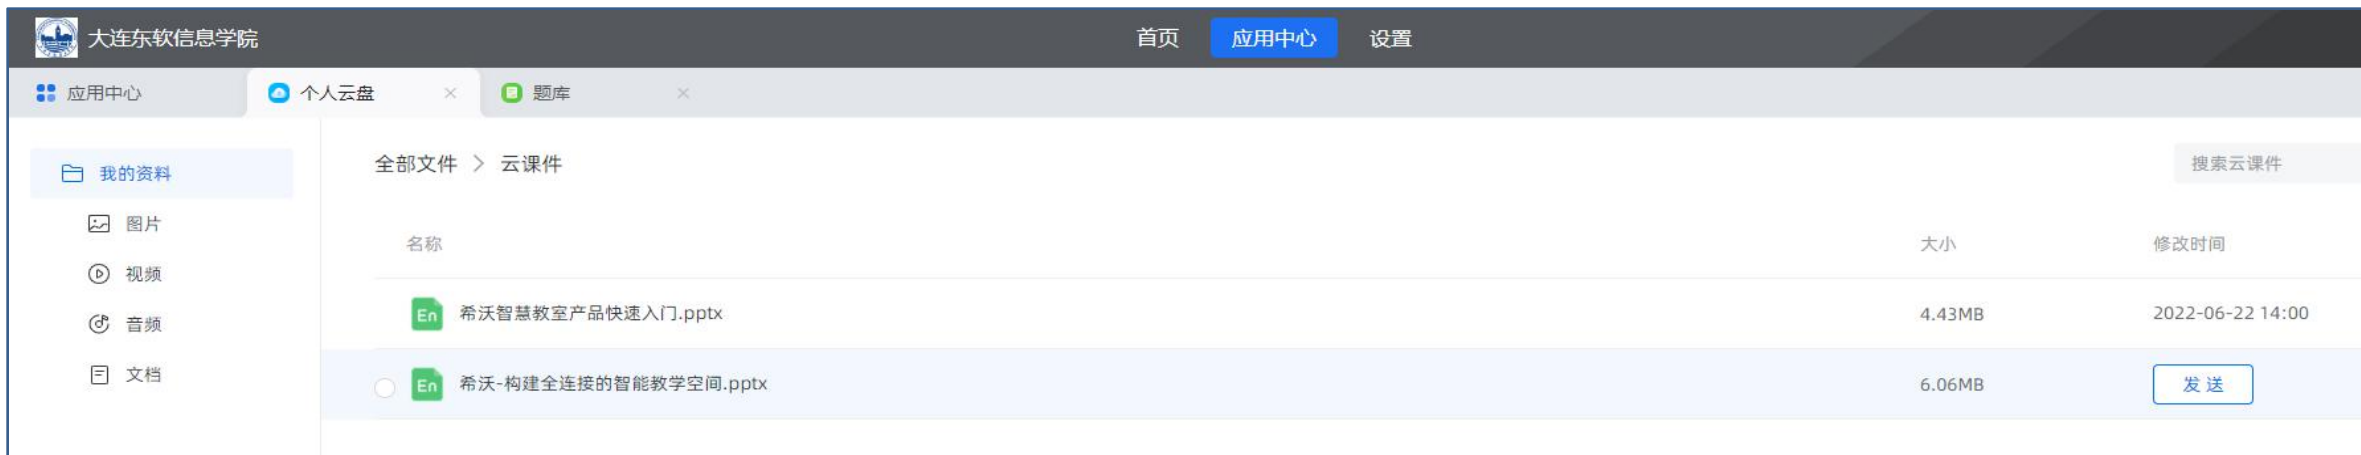 大连东软信息学院 首页 应用中心 设置
应用中心 个人云盘 × 题库 ×
我的资料
图片
视频
音频
文档
全部文件 > 云课件 搜索云课件
名称 大小 修改时间
En 希沃智慧教室产品快速入门.pptx 4.43MB 2022-06-22 14:00
En 希沃-构建全连接的智能教学空间.pptx 6.06MB 发送